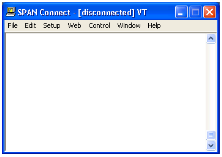 SPAN Connect - [disconnected] VT
File Edit Setup Web Control Window Help